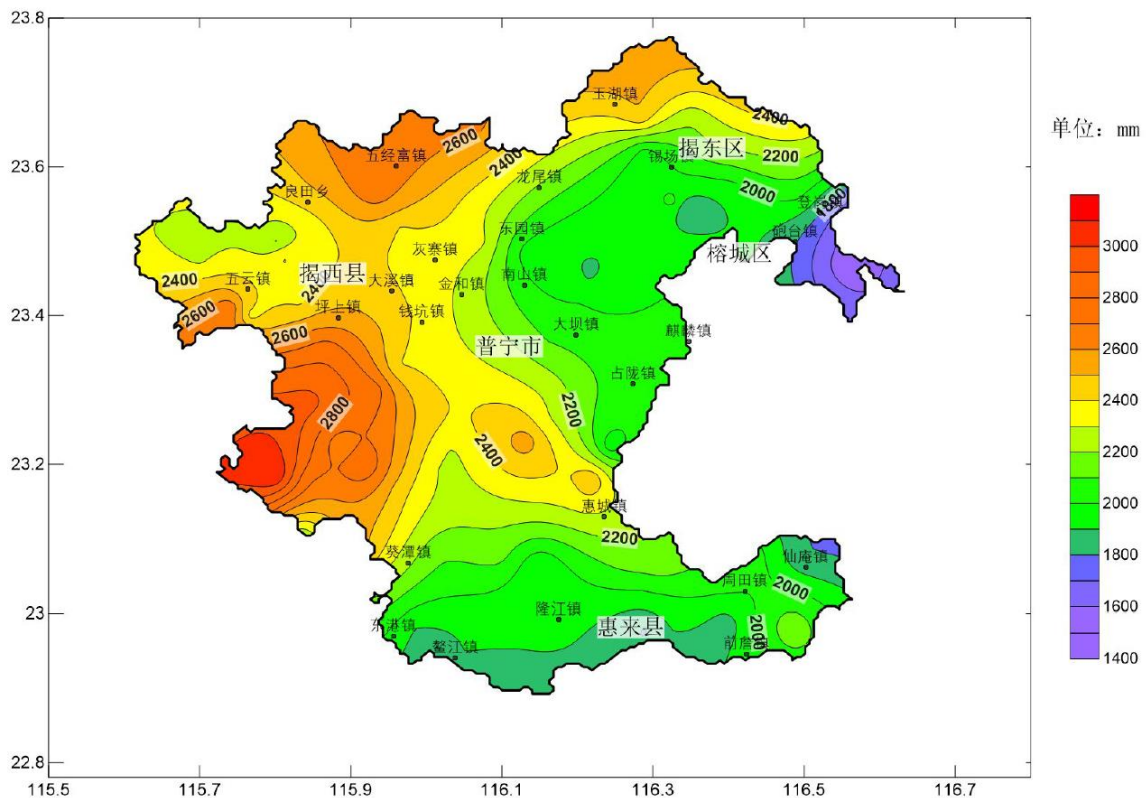 23.8
玉湖镇
2400
单位：mm
2600
揭东区
五经富镇
2400
锡场镇
2200
23.6
龙尾镇
2000
良田乡
登岗镇
1800
东园镇
砲台镇
灰寨镇
榕城区
揭西县
大溪镇
金和镇
南山镇
2400
五云镇
2400
坪上镇
钱坑镇
23.4
2600
2600
普宁市
大坝镇
麒麟镇
占陇镇
2800
2200
2400
23.2
惠城镇
2200
葵潭镇
仙庵镇
周田镇
2000
23
东港镇
隆江镇
惠来县
2000
鳌江镇
前詹镇
22.8
115.5
115.7
115.9
116.1
116.3
116.5
116.7
3000
2800
2600
2400
2200
2000
1800
1600
1400